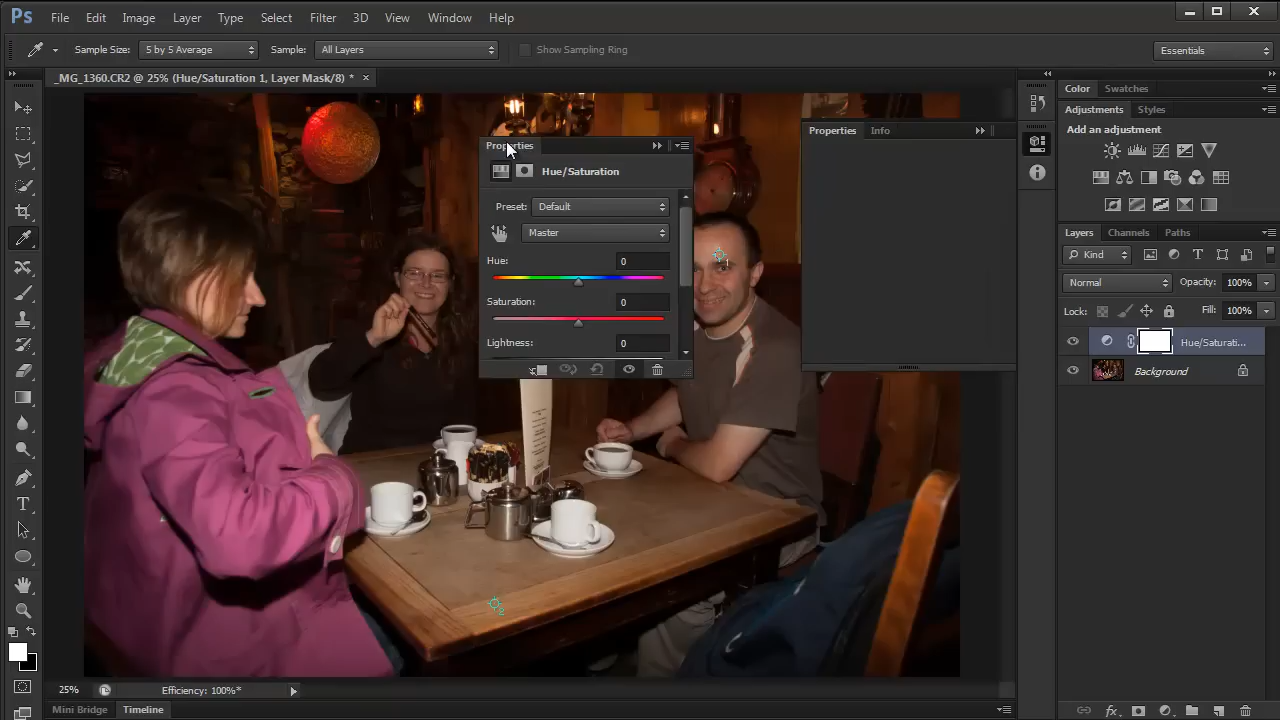 Ps File Edit Image Layer Type Select Filter 3D View Window Help
Sample Size: 5 by 5 Average Sample: All Layers Show Sampling Ring Essentials
_MG_1360.CR2 @ 25% (Hue/Saturation 1, Layer Mask/8) * ×
Color Swatches
Adjustments Styles
Add an adjustment
Properties Info
Properties
Hue/Saturation
Preset: Default
Master
Hue: 0
Saturation: 0
Lightness: 0
Layers Channels Paths
Kind
Normal Opacity: 100%
Lock: Fill: 100%
Hue/Saturati...
Background
1
2
25% Efficiency: 100%*
Mini Bridge Timeline